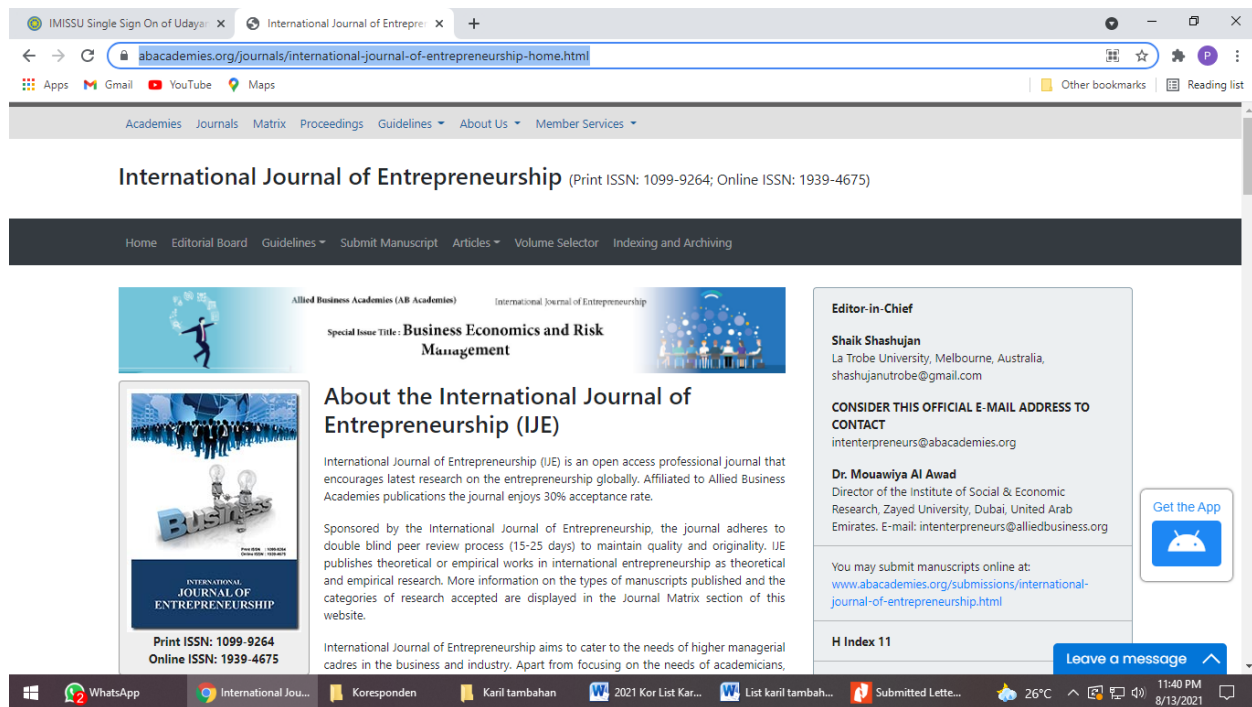 IMISSU Single Sign On of Udayan
International Journal of Entrepren
abacademies.org/journals/international-journal-of-entrepreneurship-home.html
P
Apps Gmail YouTube Maps Other bookmarks Reading list
Academies Journals Matrix Proceedings Guidelines About Us Member Services
International Journal of Entrepreneurship (Print ISSN: 1099-9264; Online ISSN: 1939-4675)
Home Editorial Board Guidelines Submit Manuscript Articles Volume Selector Indexing and Archiving
Allied Business Academies (AB Academies) International Journal of Entrepreneurship
Special Issue Title: Business Economics and Risk
Management
Business
Print ISSN : 1099-9264
Online ISSN : 1939-4675
INTERNATIONAL
JOURNAL OF
ENTREPRENEURSHIP
Print ISSN: 1099-9264
Online ISSN: 1939-4675
About the International Journal of
Entrepreneurship (IJE)
International Journal of Entrepreneurship (IJE) is an open access professional journal that
encourages latest research on the entrepreneurship globally. Affiliated to Allied Business
Academies publications the journal enjoys 30% acceptance rate.
Sponsored by the International Journal of Entrepreneurship, the journal adheres to
double blind peer review process (15-25 days) to maintain quality and originality. IJE
publishes theoretical or empirical works in international entrepreneurship as theoretical
and empirical research. More information on the types of manuscripts published and the
categories of research accepted are displayed in the Journal Matrix section of this
website.
International Journal of Entrepreneurship aims to cater to the needs of higher managerial
cadres in the business and industry. Apart from focusing on the needs of academicians,
Editor-in-Chief
Shaik Shashujan
La Trobe University, Melbourne, Australia,
shashujanutrobe@gmail.com
CONSIDER THIS OFFICIAL E-MAIL ADDRESS TO
CONTACT
intenterpreneurs@abacademies.org
Dr. Mouawiya Al Awad
Director of the Institute of Social & Economic
Research, Zayed University, Dubai, United Arab
Emirates. E-mail: intenterpreneurs@alliedbusiness.org
You may submit manuscripts online at:
www.abacademies.org/submissions/international-
journal-of-entrepreneurship.html
H Index 11
Get the App
Leave a message
2 WhatsApp International Jou... Koresponden Karil tambahan 2021 Kor List Kar... List karil tambah... Submitted Lette... 26°C 11:40 PM
8/13/2021